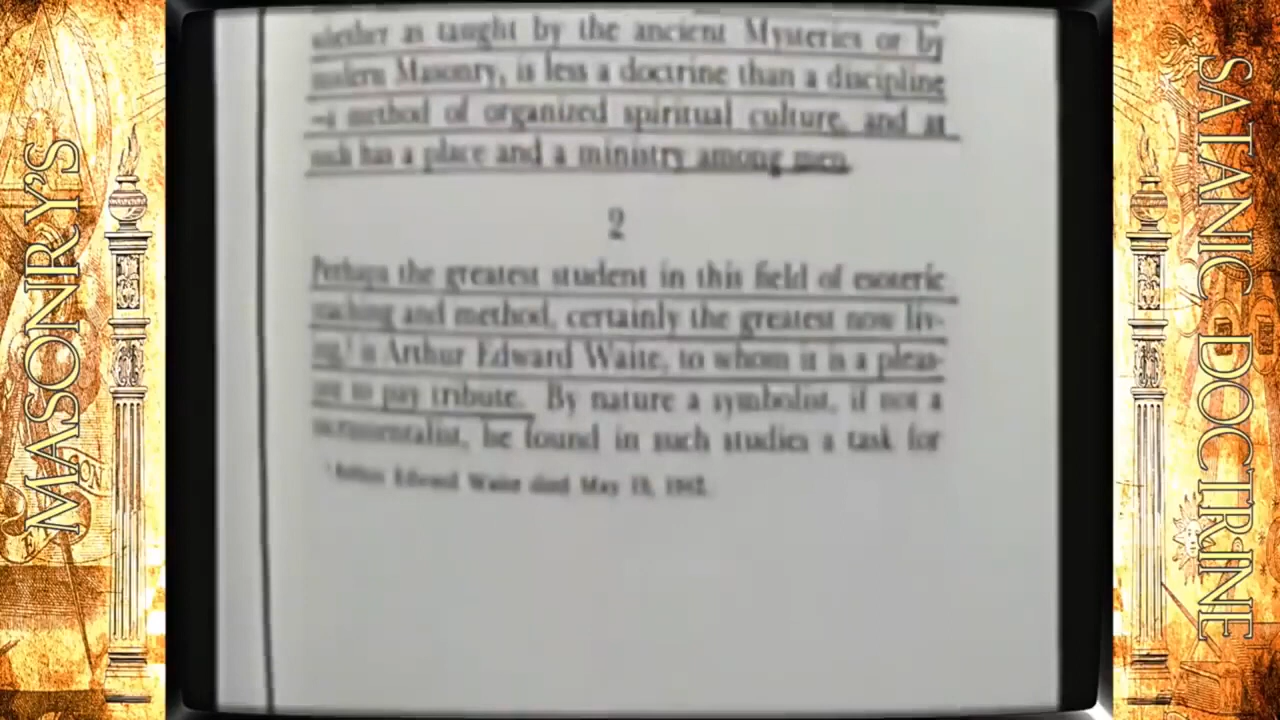 MASONRY'S
whether as taught by the ancient Mysteries or by
modern Masonry, is less a doctrine than a discipline
—a method of organized spiritual culture, and as
such has a place and a ministry among men.
2
Perhaps the greatest student in this field of esoteric
teaching and method, certainly the greatest now liv-
ing,¹ is Arthur Edward Waite, to whom it is a pleas-
ure to pay tribute. By nature a symbolist, if not a
sacramentalist, he found in such studies a task for
¹ Arthur Edward Waite died May 19, 1942.
SATANIC DOCTRINE